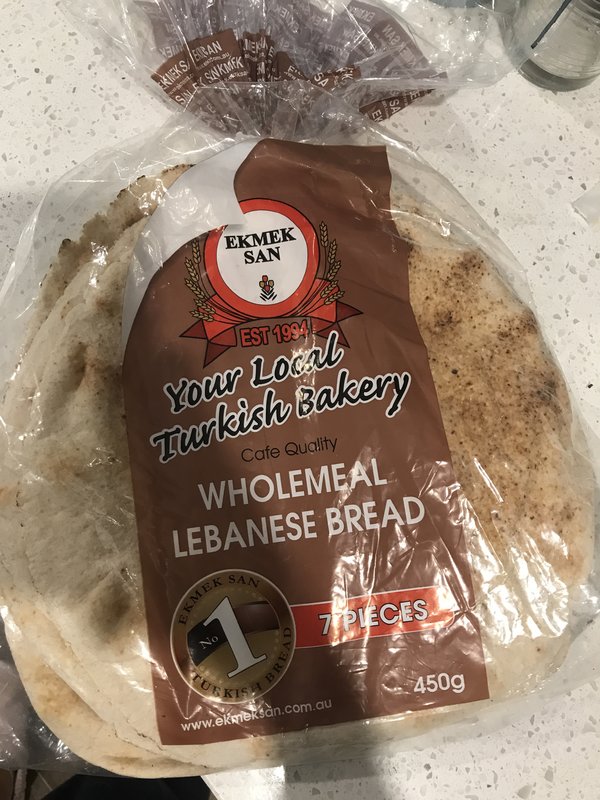 EKMEK
SAN
EST 1994
Your Local
Turkish Bakery
Cafe Quality
WHOLEMEAL
LEBANESE BREAD
EKMEK SAN
No 1
TURKISH BREAD
7 PIECES
450g
www.ekmeksan.com.au